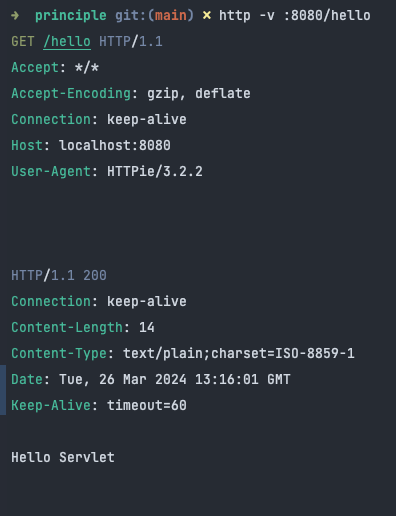 ➜  principle git:(main) ✗ http -v :8080/hello
GET /hello HTTP/1.1
Accept: */*
Accept-Encoding: gzip, deflate
Connection: keep-alive
Host: localhost:8080
User-Agent: HTTPie/3.2.2
HTTP/1.1 200
Connection: keep-alive
Content-Length: 14
Content-Type: text/plain;charset=ISO-8859-1
Date: Tue, 26 Mar 2024 13:16:01 GMT
Keep-Alive: timeout=60
Hello Servlet